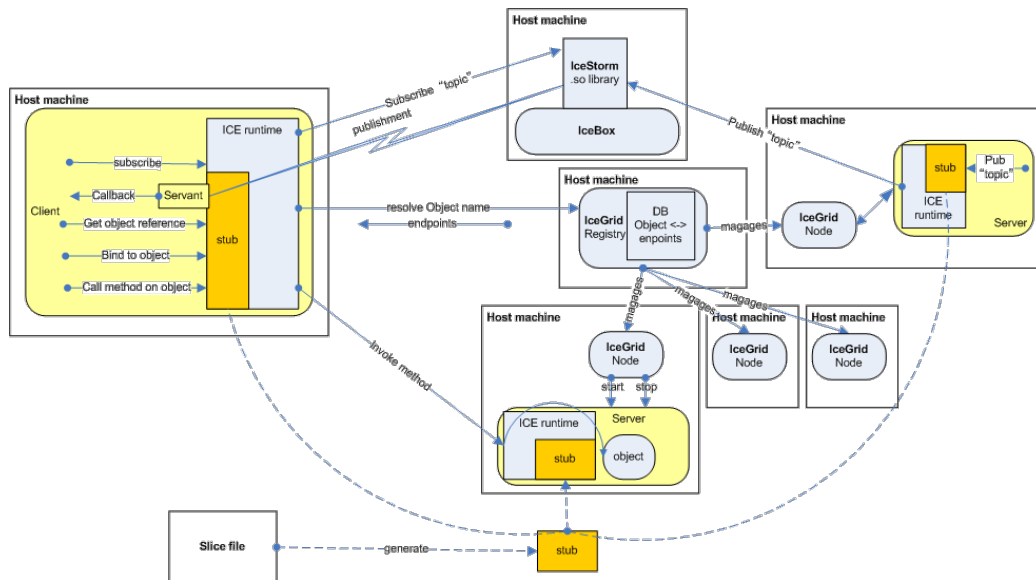 Host machine
IceStorm
.so library
IceBox
Host machine
ICE runtime
subscribe
Callback
Servant
Client
Get object reference
stub
Bind to object
Call method on object
Subscribe “topic”
publishment
Publish “topic”
Host machine
stub
Pub
“topic”
ICE
runtime
Server
IceGrid
Node
Host machine
resolve Object name
endpoints
IceGrid
Registry
DB
Object <->
enpoints
magages
magages
magages
magages
Invoke method
Host machine
IceGrid
Node
start
stop
Server
ICE runtime
stub
object
Host machine
IceGrid
Node
Host machine
IceGrid
Node
Slice file
generate
stub